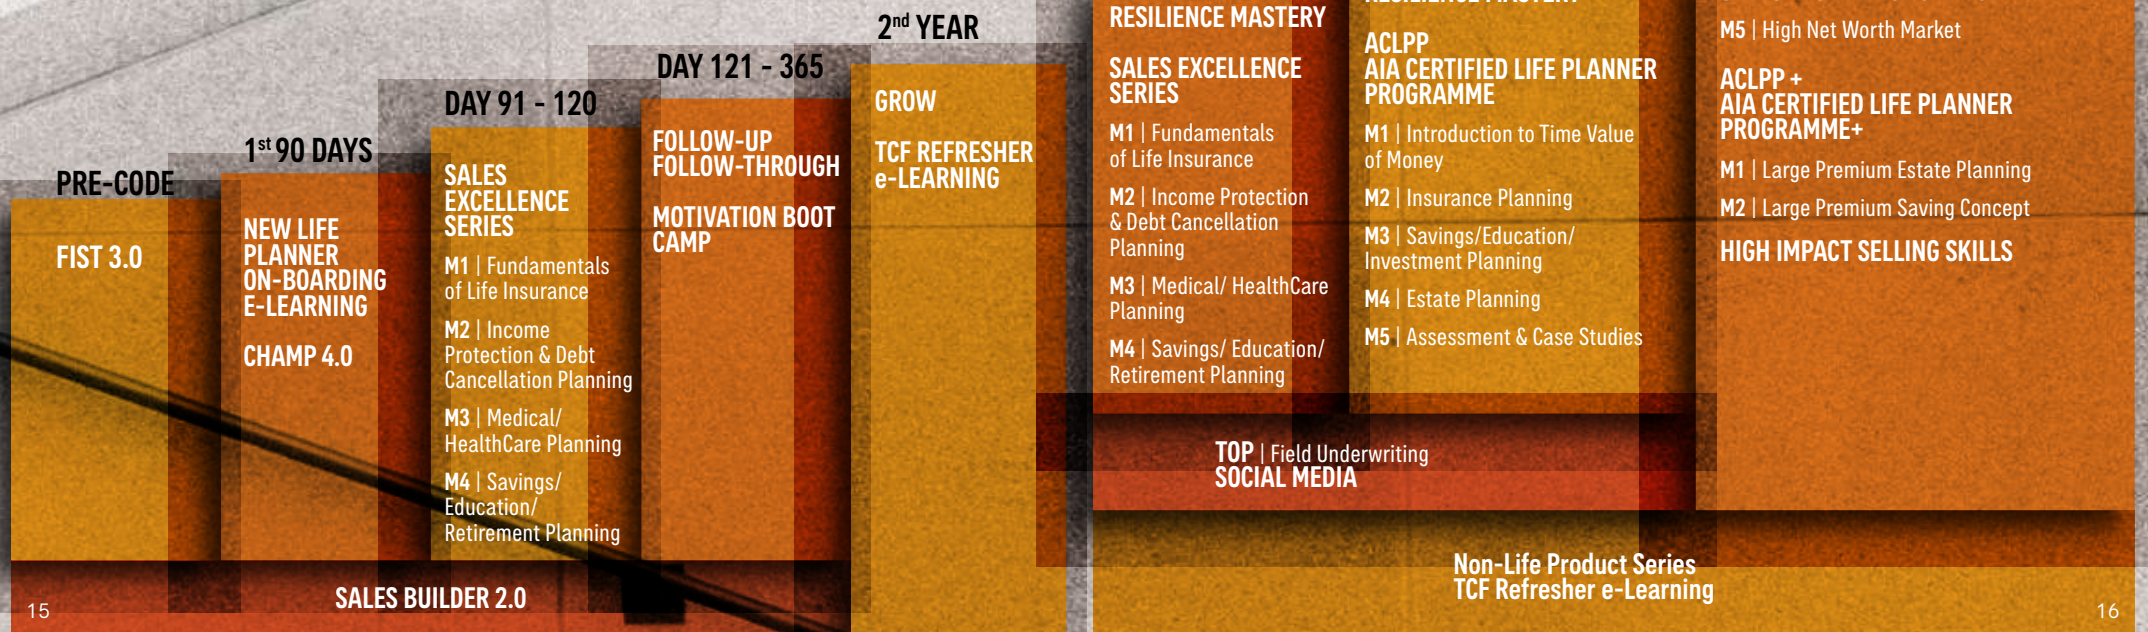 PRE-CODE
FIST 3.0
1st 90 DAYS
NEW LIFE
PLANNER
ON-BOARDING
E-LEARNING
CHAMP 4.0
DAY 91 - 120
SALES
EXCELLENCE
SERIES
M1 | Fundamentals
of Life Insurance
M2 | Income
Protection & Debt
Cancellation Planning
M3 | Medical/
HealthCare Planning
M4 | Savings/
Education/
Retirement Planning
DAY 121 - 365
FOLLOW-UP
FOLLOW-THROUGH
MOTIVATION BOOT
CAMP
SALES BUILDER 2.0
15
2nd YEAR
GROW
TCF REFRESHER
e-LEARNING
RESILIENCE MASTERY
SALES EXCELLENCE
SERIES
M1 | Fundamentals
of Life Insurance
M2 | Income Protection
& Debt Cancellation
Planning
M3 | Medical/ HealthCare
Planning
M4 | Savings/ Education/
Retirement Planning
ACLPP
AIA CERTIFIED LIFE PLANNER
PROGRAMME
M1 | Introduction to Time Value
of Money
M2 | Insurance Planning
M3 | Savings/Education/
Investment Planning
M4 | Estate Planning
M5 | Assessment & Case Studies
TOP | Field Underwriting
SOCIAL MEDIA
M5 | High Net Worth Market
ACLPP +
AIA CERTIFIED LIFE PLANNER
PROGRAMME+
M1 | Large Premium Estate Planning
M2 | Large Premium Saving Concept
HIGH IMPACT SELLING SKILLS
Non-Life Product Series
TCF Refresher e-Learning
16